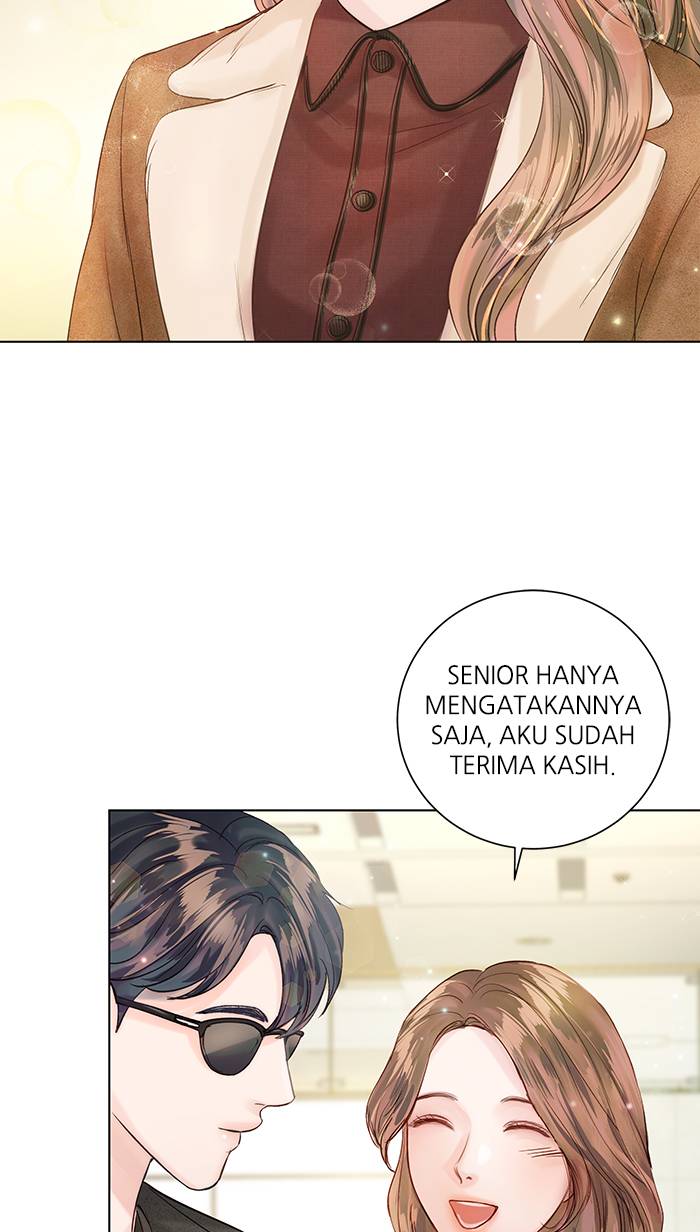 SENIOR HANYA
MENGATAKANNYA
SAJA, AKU SUDAH
TERIMA KASIH.